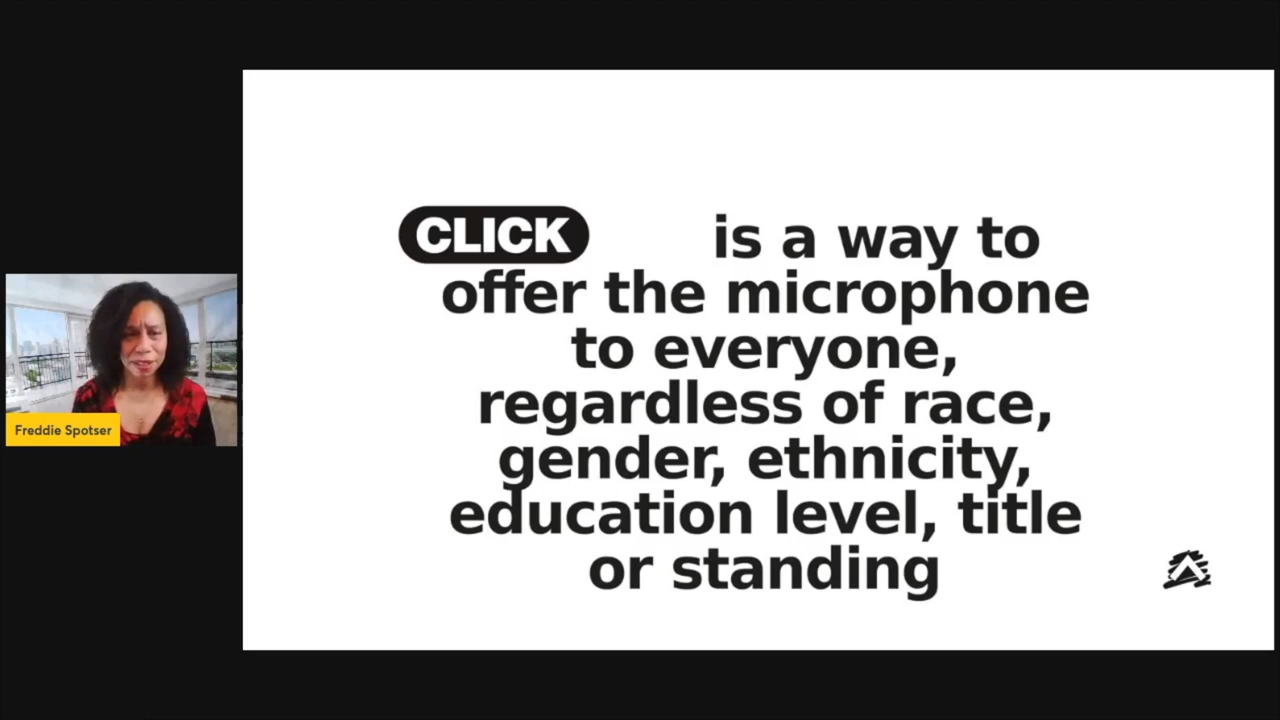 CLICK is a way to
offer the microphone
to everyone,
regardless of race,
gender, ethnicity,
education level, title
or standing
Freddie Spotser